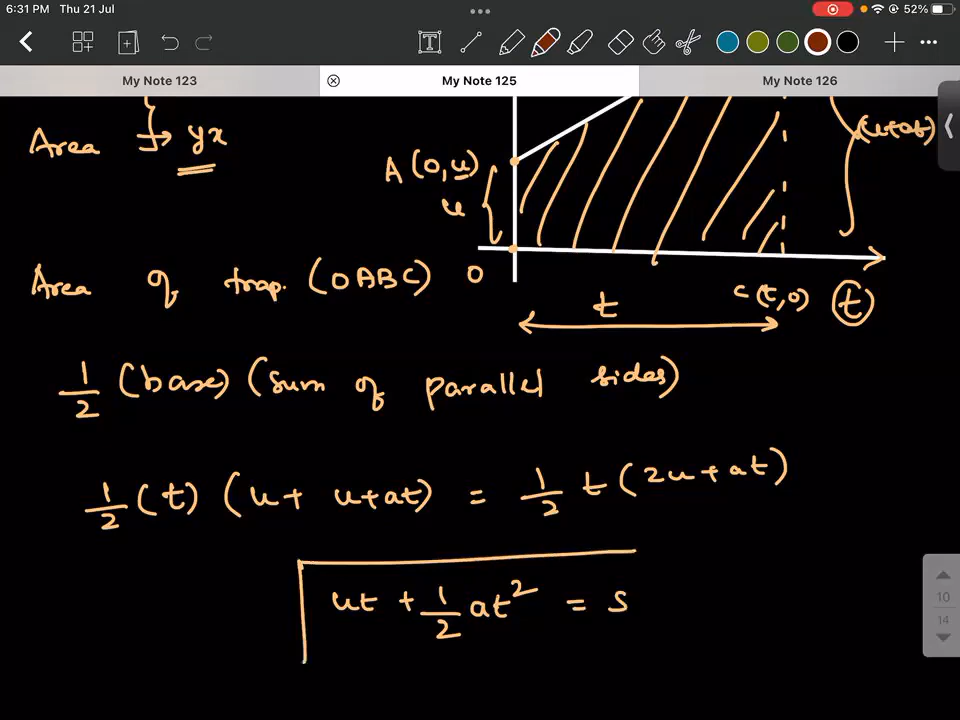 6:31 PM Thu 21 Jul
52%
My Note 123
My Note 125
My Note 126
Area yx
(u+at)
A (0, u)
u
Area of trap. (OABC)
O
t
C (t, 0)
t
1/2 (base) (sum of parallel sides)
1/2 (t) (u + u+at) = 1/2 t (2u + at)
ut + 1/2 at² = s
10
14